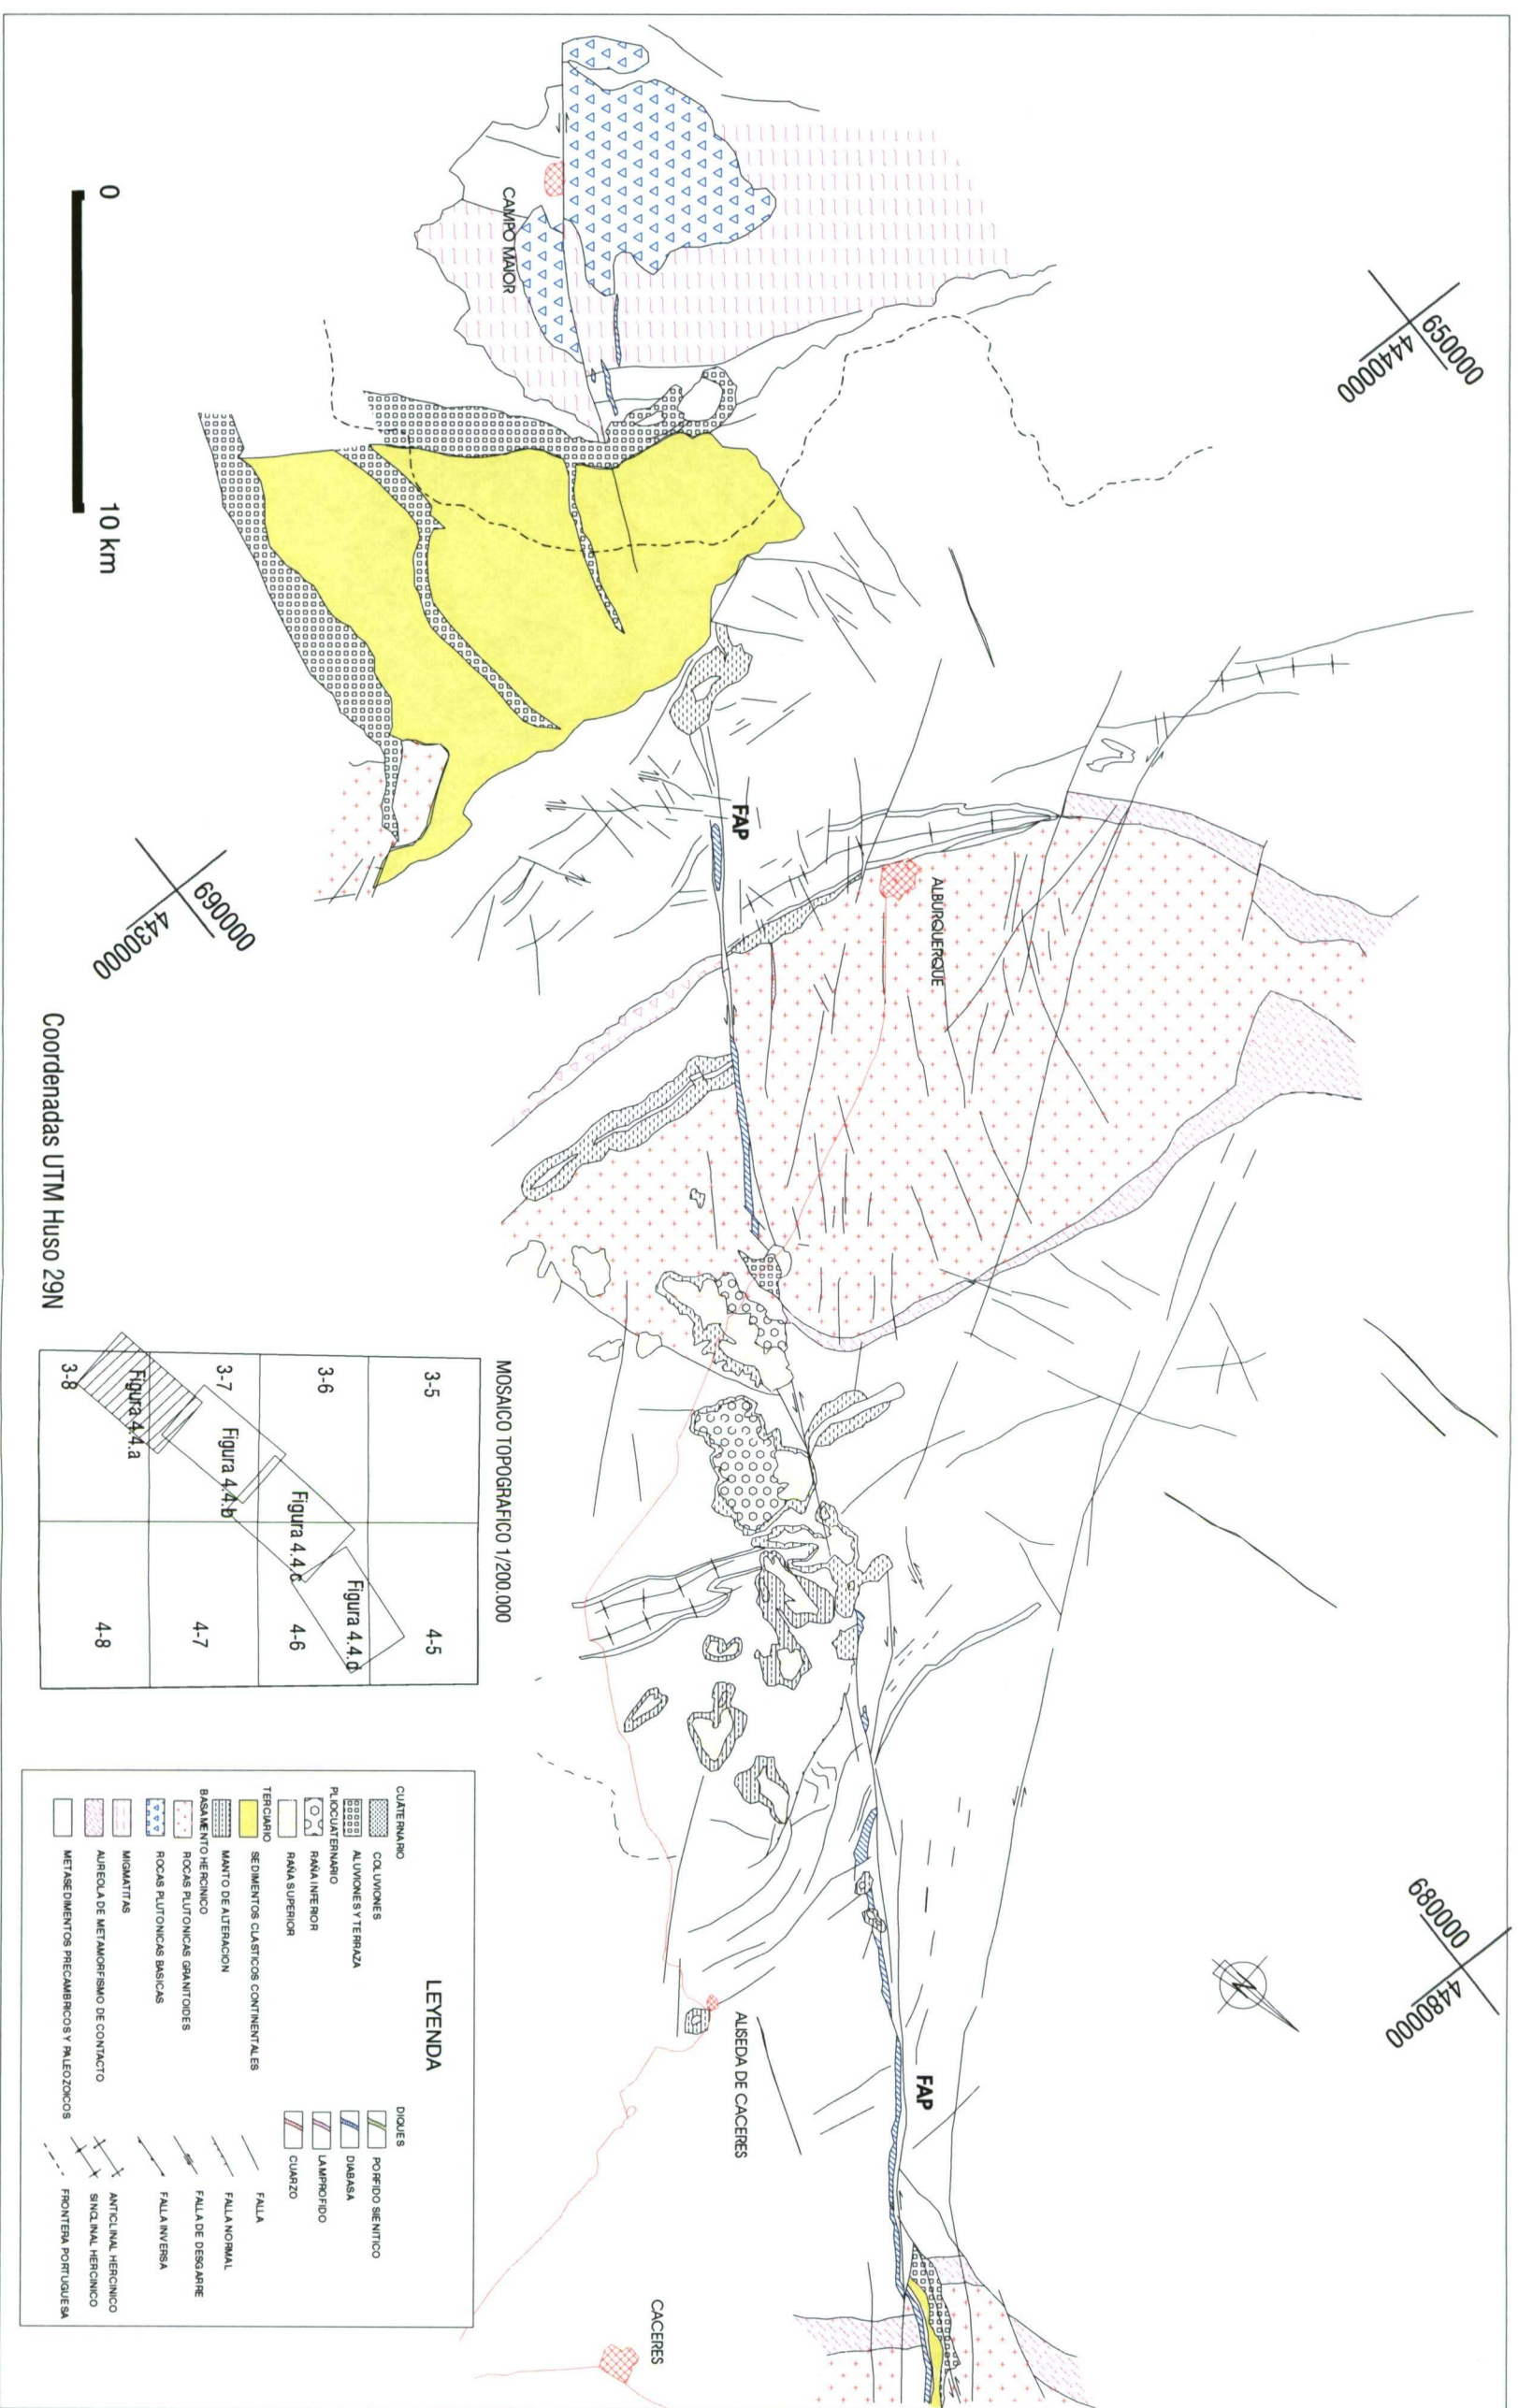 650000
4440000
CAMPO MAIOR
0
10 km
FAP
ALBURQUERQUE
690000
4430000
Coordenadas UTM Huso 29N
680000
4480000
FAP
ALISEDA DE CACERES
CACERES
MOSAICO TOPOGRAFICO 1/200.000
3-5
4-5
3-6
4-6
3-7
4-7
3-8
4-8
Figura 4.4.a
Figura 4.4.b
Figura 4.4.c
Figura 4.4.d
LEYENDA
CUATERNARIO
COLUVIONES
ALUVIONES Y TERRAZA
PLIOCUATERNARIO
RAÑA INFERIOR
RAÑA SUPERIOR
TERCIARIO
SEDIMENTOS CLASTICOS CONTINENTALES
MANTO DE ALTERACION
BASAMENTO HERCINICO
ROCAS PLUTONICAS GRANITOIDES
ROCAS PLUTONICAS BASICAS
MIGMATITAS
AUREOLA DE METAMORFISMO DE CONTACTO
METASEDIMENTOS PRECAMBRICOS Y PALEOZOICOS
DIQUES
PORFIDO SIENITICO
DIABASA
LAMPROFIDO
CUARZO
FALLA
FALLA NORMAL
FALLA DE DESGARRE
FALLA INVERSA
ANTICLINAL HERCINICO
SINCLINAL HERCINICO
FRONTERA PORTUGUESA